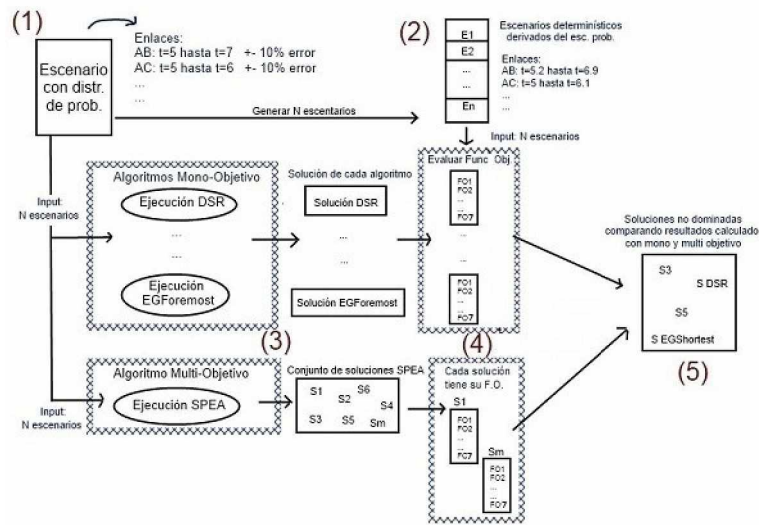 (1)
Escenario
con distr.
de prob.
Enlaces:
AB: t=5 hasta t=7 +- 10% error
AC: t=5 hasta t=6 +- 10% error
...
...
Generar N escentarios
(2)
E1
E2
...
...
En
Escenarios determinísticos
derivados del esc. prob.
Enlaces:
AB: t=5.2 hasta t=6.9
AC: t=5 hasta t=6.1
...
...
Input: N escenarios
Input:
N escenarios
Algoritmos Mono-Objetivo
Ejecución DSR
...
...
Ejecución
EGForemost
Solución de cada algoritmo
Solución DSR
...
...
Solución EGForemost
Evaluar Func Obj
FO1
FO2
...
...
FO7
...
...
FO1
FO2
...
...
FO7
(3)
(4)
Input:
N escenarios
Algoritmo Multi-Objetivo
Ejecución SPEA
Conjunto de soluciones SPEA
S1
S2
S6
S4
S3
S5
Sm
Cada solución
tiene su F.O.
S1
FO1
FO2
...
...
FO7
Sm
FO1
FO2
...
...
FO7
Soluciones no dominadas
comparando resultados calculado
con mono y multi objetivo
S3
S DSR
S5
S EGShortest
(5)